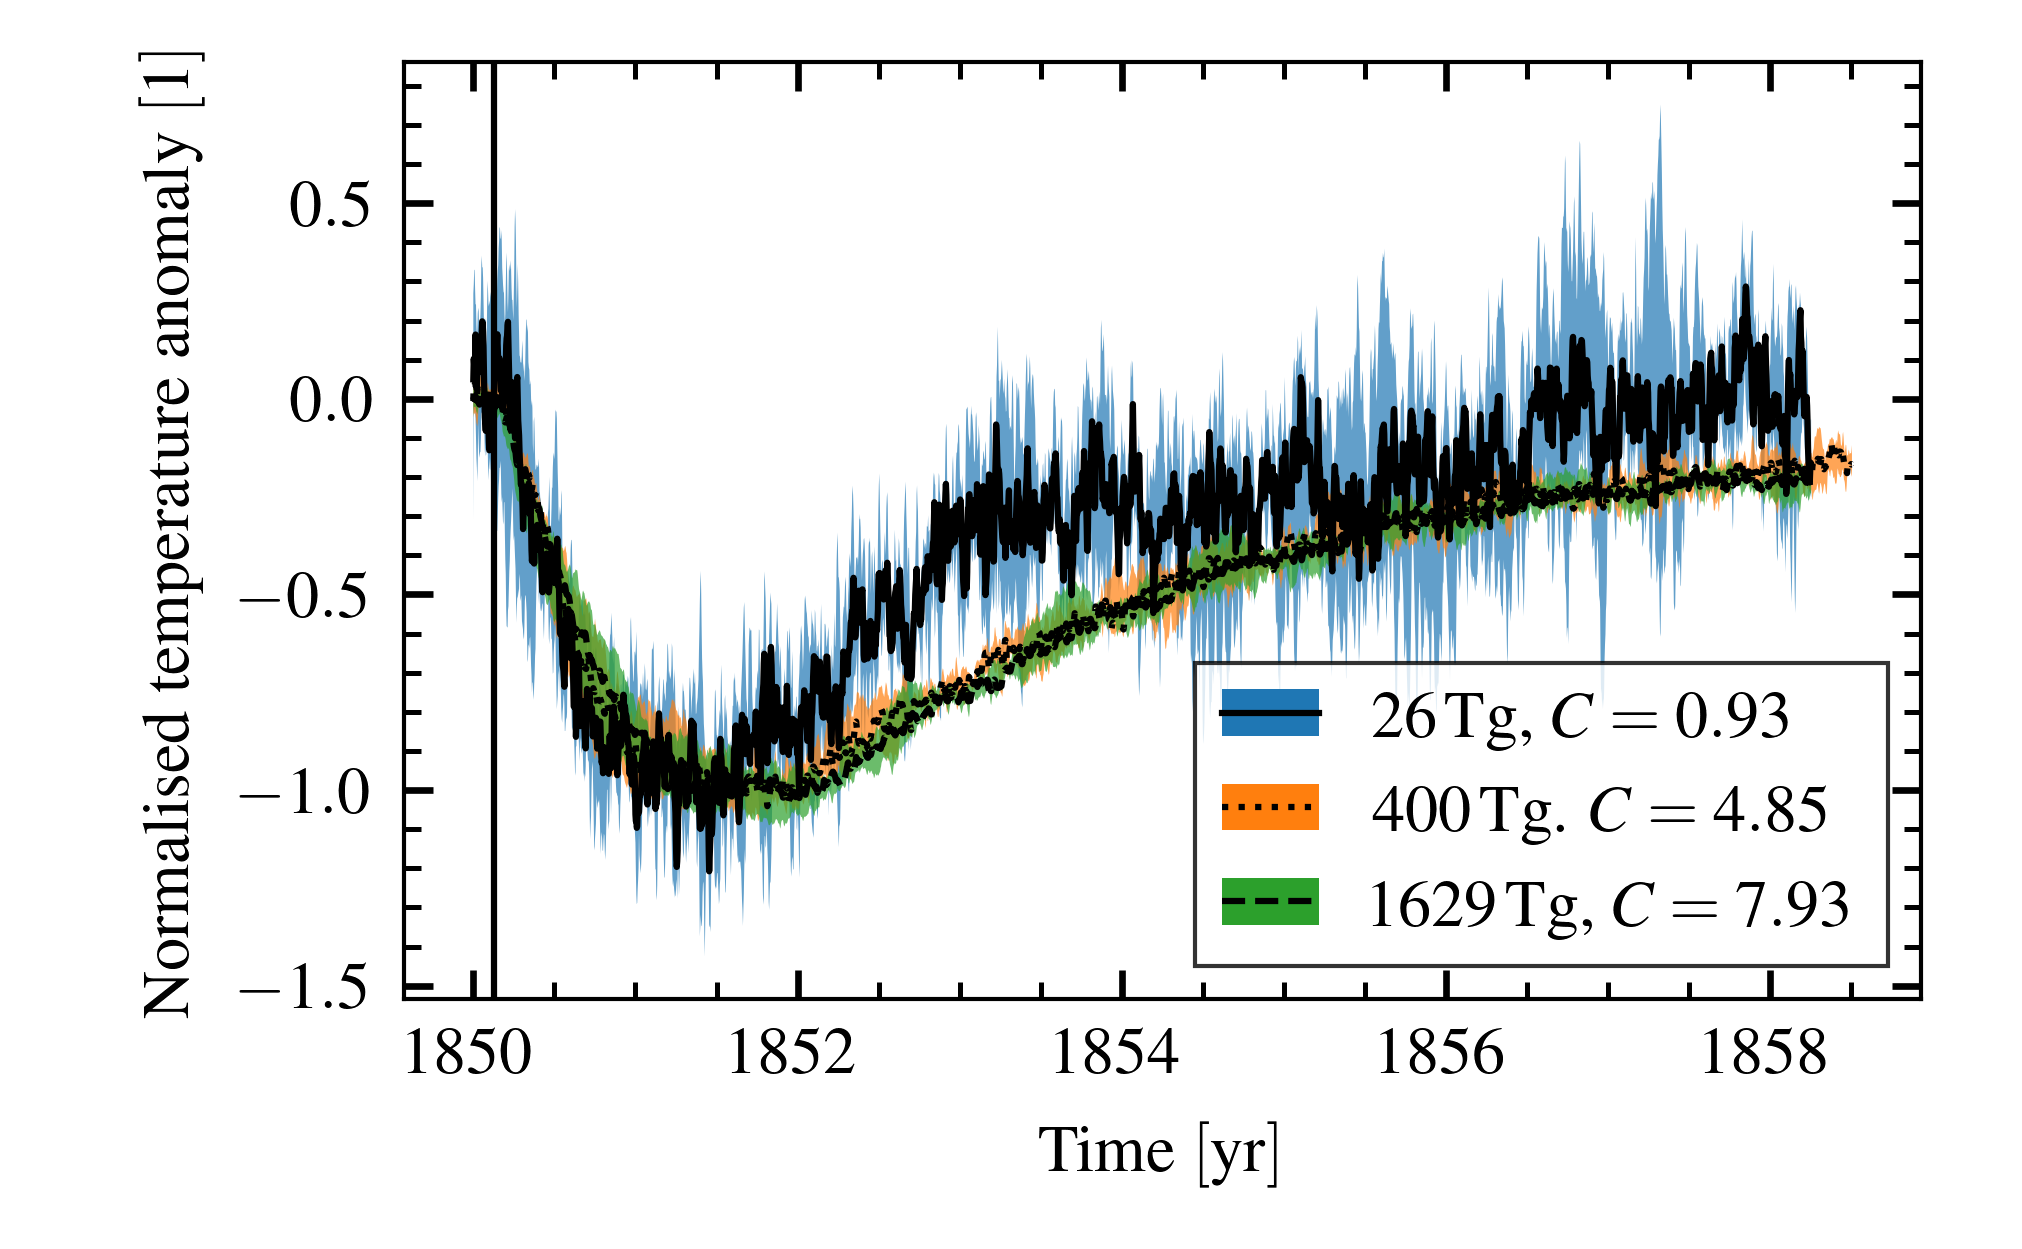 Normalised temperature anomaly [1]
0.5
0.0
−0.5
−1.0
−1.5
1850 1852 1854 1856 1858
Time [yr]
26 Tg, C = 0.93
400 Tg. C = 4.85
1629 Tg, C = 7.93